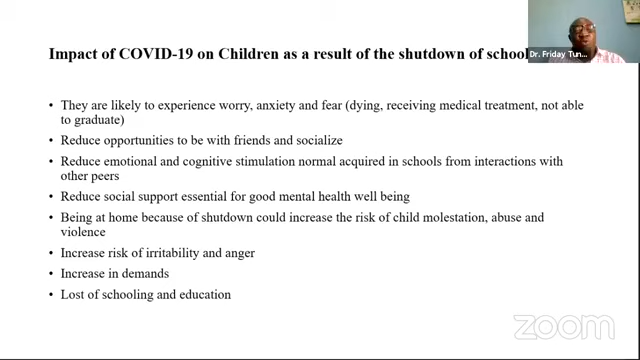 Impact of COVID-19 on Children as a result of the shutdown of school
Dr. Friday Tun...
• They are likely to experience worry, anxiety and fear (dying, receiving medical treatment, not able
to graduate)
• Reduce opportunities to be with friends and socialize
• Reduce emotional and cognitive stimulation normal acquired in schools from interactions with
other peers
• Reduce social support essential for good mental health well being
• Being at home because of shutdown could increase the risk of child molestation, abuse and
violence
• Increase risk of irritability and anger
• Increase in demands
• Lost of schooling and education
zoom